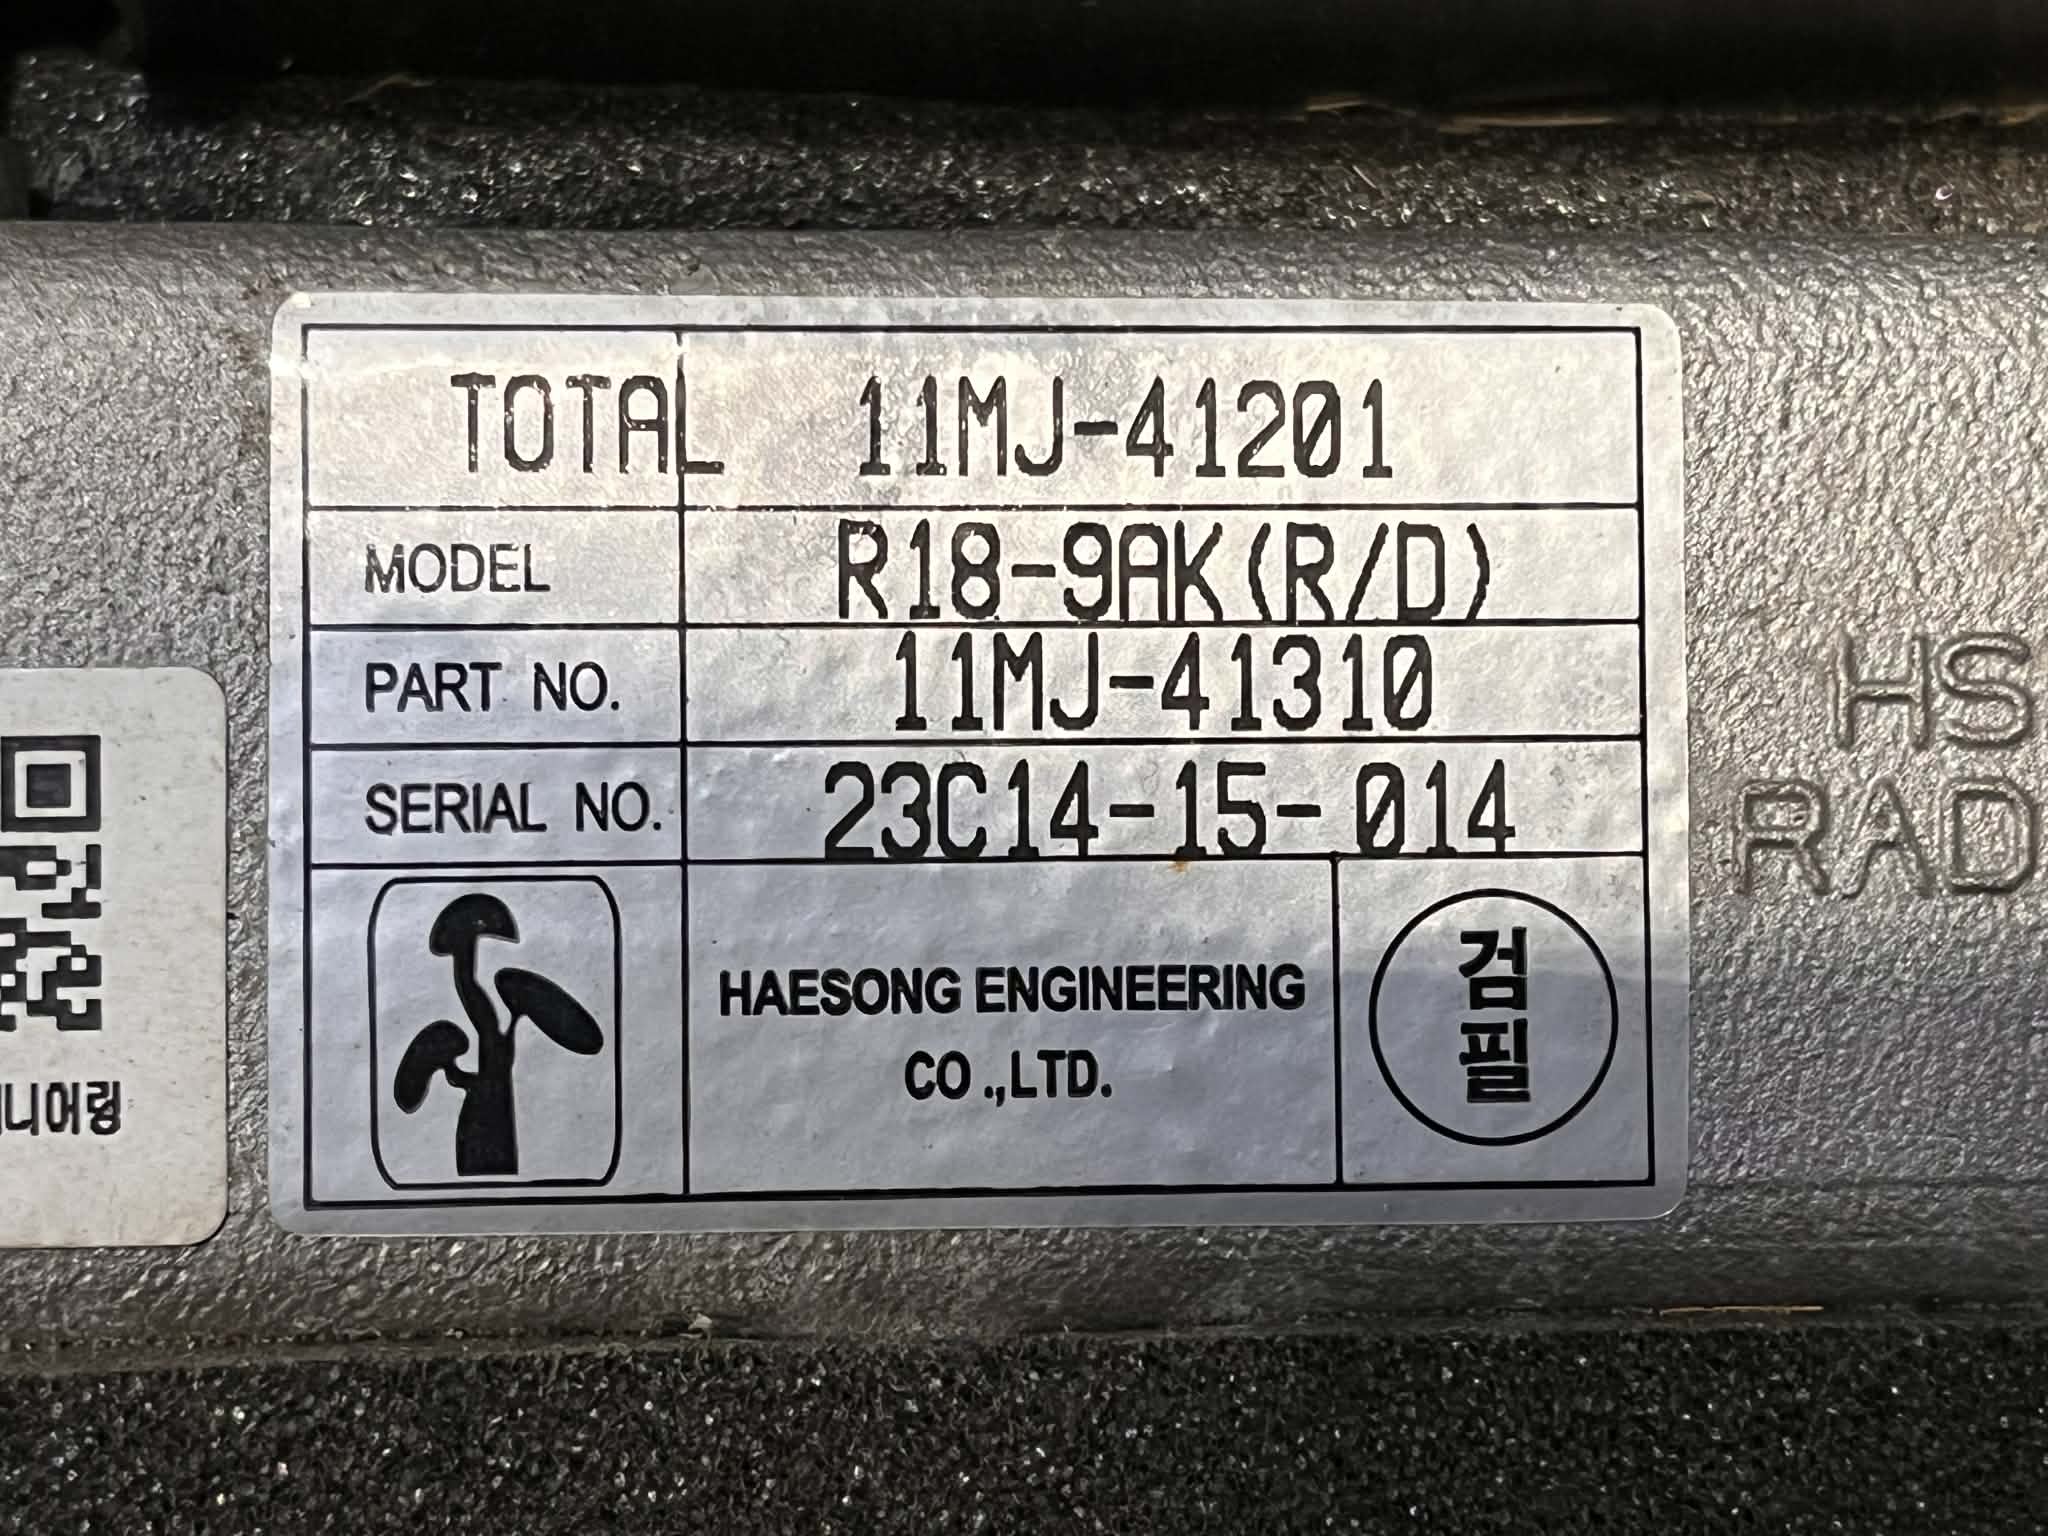 TOTAL 11MJ-41201
MODEL R18-9AK(R/D)
PART NO. 11MJ-41310
SERIAL NO. 23C14-15-014
HAESONG ENGINEERING
CO.,LTD.
검
필
니어링
HS
RAD